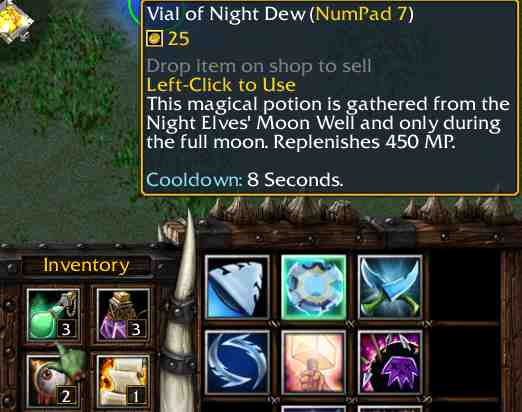 Vial of Night Dew (NumPad 7)
25
Drop item on shop to sell
Left-Click to Use
This magical potion is gathered from the
Night Elves' Moon Well and only during
the full moon. Replenishes 450 MP.
Cooldown: 8 Seconds.
Inventory
3
3
2
1